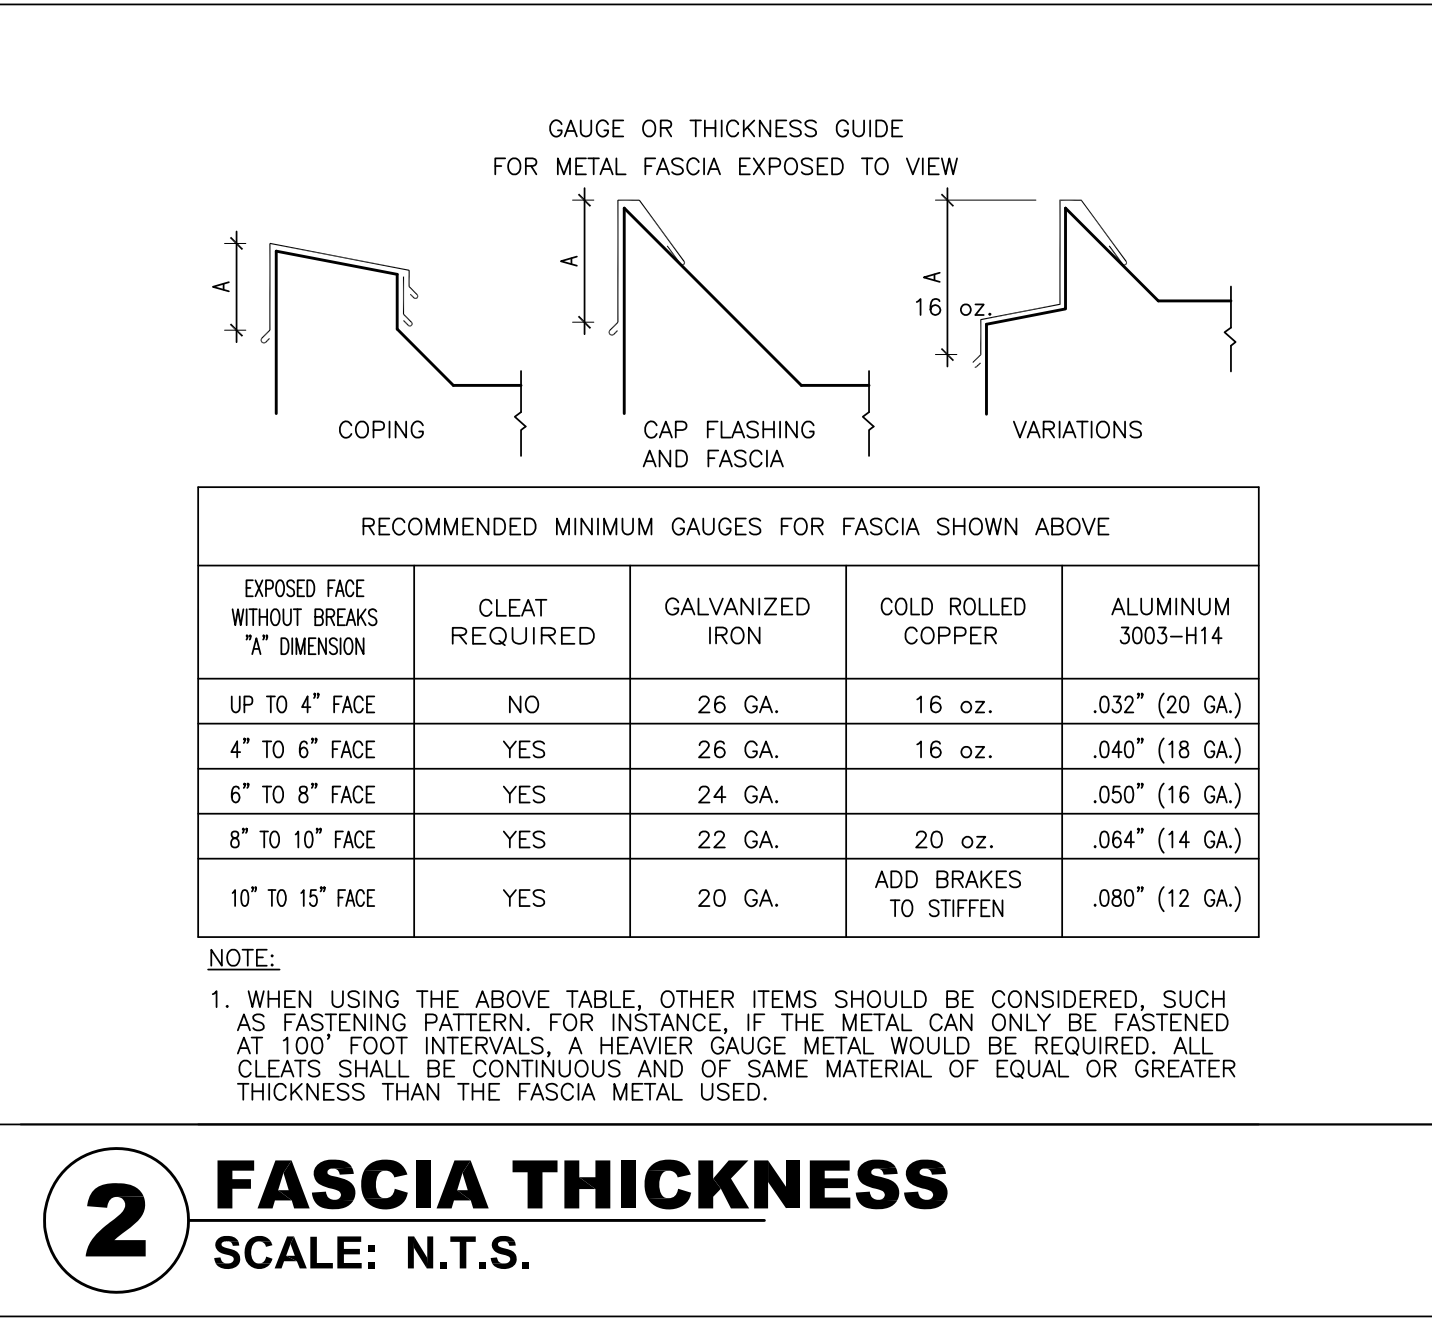 GAUGE OR THICKNESS GUIDE
FOR METAL FASCIA EXPOSED TO VIEW
A
A
A
16 oz.
COPING
CAP FLASHING
AND FASCIA
VARIATIONS
RECOMMENDED MINIMUM GAUGES FOR FASCIA SHOWN ABOVE
EXPOSED FACE
WITHOUT BREAKS
"A" DIMENSION
CLEAT
REQUIRED
GALVANIZED
IRON
COLD ROLLED
COPPER
ALUMINUM
3003-H14
UP TO 4" FACE NO 26 GA. 16 oz. .032" (20 GA.)
4" TO 6" FACE YES 26 GA. 16 oz. .040" (18 GA.)
6" TO 8" FACE YES 24 GA. .050" (16 GA.)
8" TO 10" FACE YES 22 GA. 20 oz. .064" (14 GA.)
10" TO 15" FACE YES 20 GA. ADD BRAKES
TO STIFFEN
.080" (12 GA.)
NOTE:
1. WHEN USING THE ABOVE TABLE, OTHER ITEMS SHOULD BE CONSIDERED, SUCH
AS FASTENING PATTERN. FOR INSTANCE, IF THE METAL CAN ONLY BE FASTENED
AT 100' FOOT INTERVALS, A HEAVIER GAUGE METAL WOULD BE REQUIRED. ALL
CLEATS SHALL BE CONTINUOUS AND OF SAME MATERIAL OF EQUAL OR GREATER
THICKNESS THAN THE FASCIA METAL USED.
2
FASCIA THICKNESS
SCALE: N.T.S.